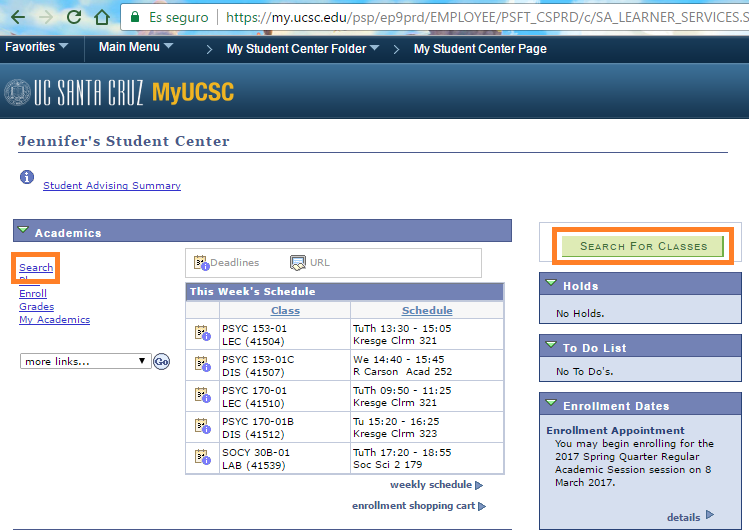 Es seguro https://my.ucsc.edu/psp/ep9prd/EMPLOYEE/PSFT_CSPRD/c/SA_LEARNER_SERVICES.S
Favorites Main Menu > My Student Center Folder > My Student Center Page
UC SANTA CRUZ MyUCSC
Jennifer's Student Center
Student Advising Summary
Academics
Search
Enroll
Grades
My Academics
more links...
Go
Deadlines URL
This Week's Schedule
Class Schedule
PSYC 153-01 TuTh 13:30 - 15:05
LEC (41504) Kresge Clrm 321
PSYC 153-01C We 14:40 - 15:45
DIS (41507) R Carson Acad 252
PSYC 170-01 TuTh 09:50 - 11:25
LEC (41510) Kresge Clrm 321
PSYC 170-01B Tu 15:20 - 16:25
DIS (41512) Kresge Clrm 323
SOCY 30B-01 TuTh 17:20 - 18:55
LAB (41539) Soc Sci 2 179
weekly schedule
enrollment shopping cart
SEARCH FOR CLASSES
Holds
No Holds.
To Do List
No To Do's.
Enrollment Dates
Enrollment Appointment
You may begin enrolling for the
2017 Spring Quarter Regular
Academic Session session on 8
March 2017.
details